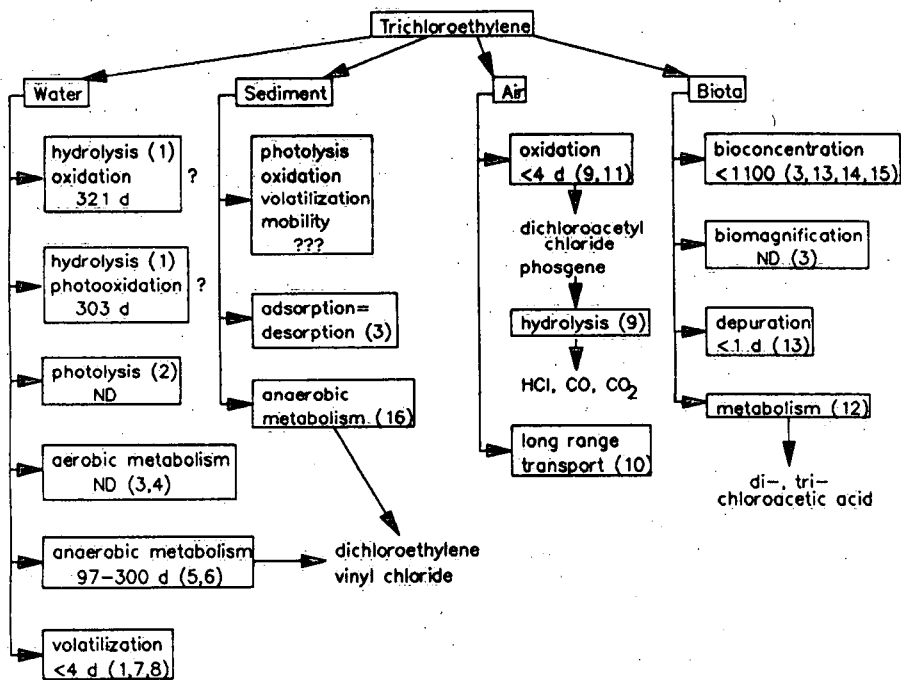 Trichloroethylene
Water
hydrolysis (1)
oxidation
321 d
?
hydrolysis (1)
photooxidation
303 d
?
photolysis (2)
ND
aerobic metabolism
ND (3,4)
anaerobic metabolism
97-300 d (5,6)
volatilization
<4 d (1,7,8)
Sediment
photolysis
oxidation
volatilization
mobility
???
adsorption=
desorption (3)
anaerobic
metabolism (16)
dichloroethylene
vinyl chloride
Air
oxidation
<4 d (9,11)
dichloroacetyl
chloride
phosgene
hydrolysis (9)
HCl, CO, CO2
long range
transport (10)
Biota
bioconcentration
<1100 (3,13,14,15)
biomagnification
ND (3)
depuration
<1 d (13)
metabolism (12)
di-, tri-
chloroacetic acid